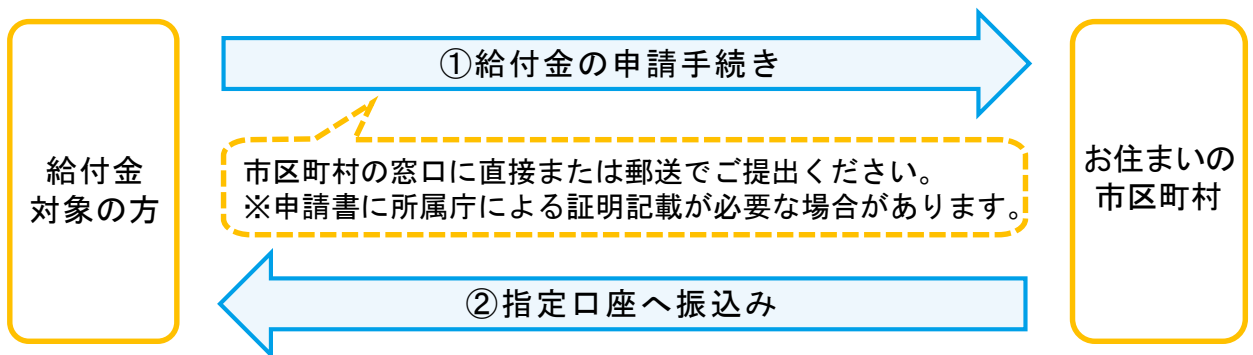 ①給付金の申請手続き
給付金
対象の方
市区町村の窓口に直接または郵送でご提出ください。
※申請書に所属庁による証明記載が必要な場合があります。
お住まいの
市区町村
②指定口座へ振込み